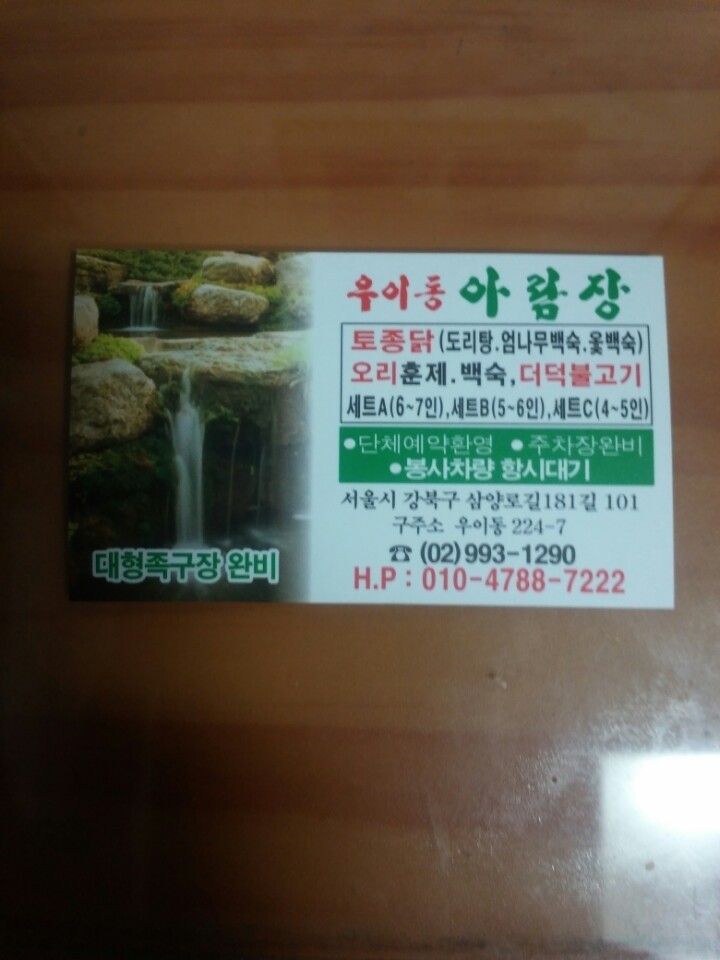 우이동 아람장
토종닭 (도리탕.엄나무백숙.옻백숙)
오리훈제.백숙,더덕불고기
세트A(6~7인),세트B(5~6인),세트C(4~5인)
●단체예약환영 ●주차장완비
●봉사차량 항시대기
서울시 강북구 삼양로길181길 101
구주소 우이동 224-7
☎ (02)993-1290
H.P : 010-4788-7222
대형족구장 완비